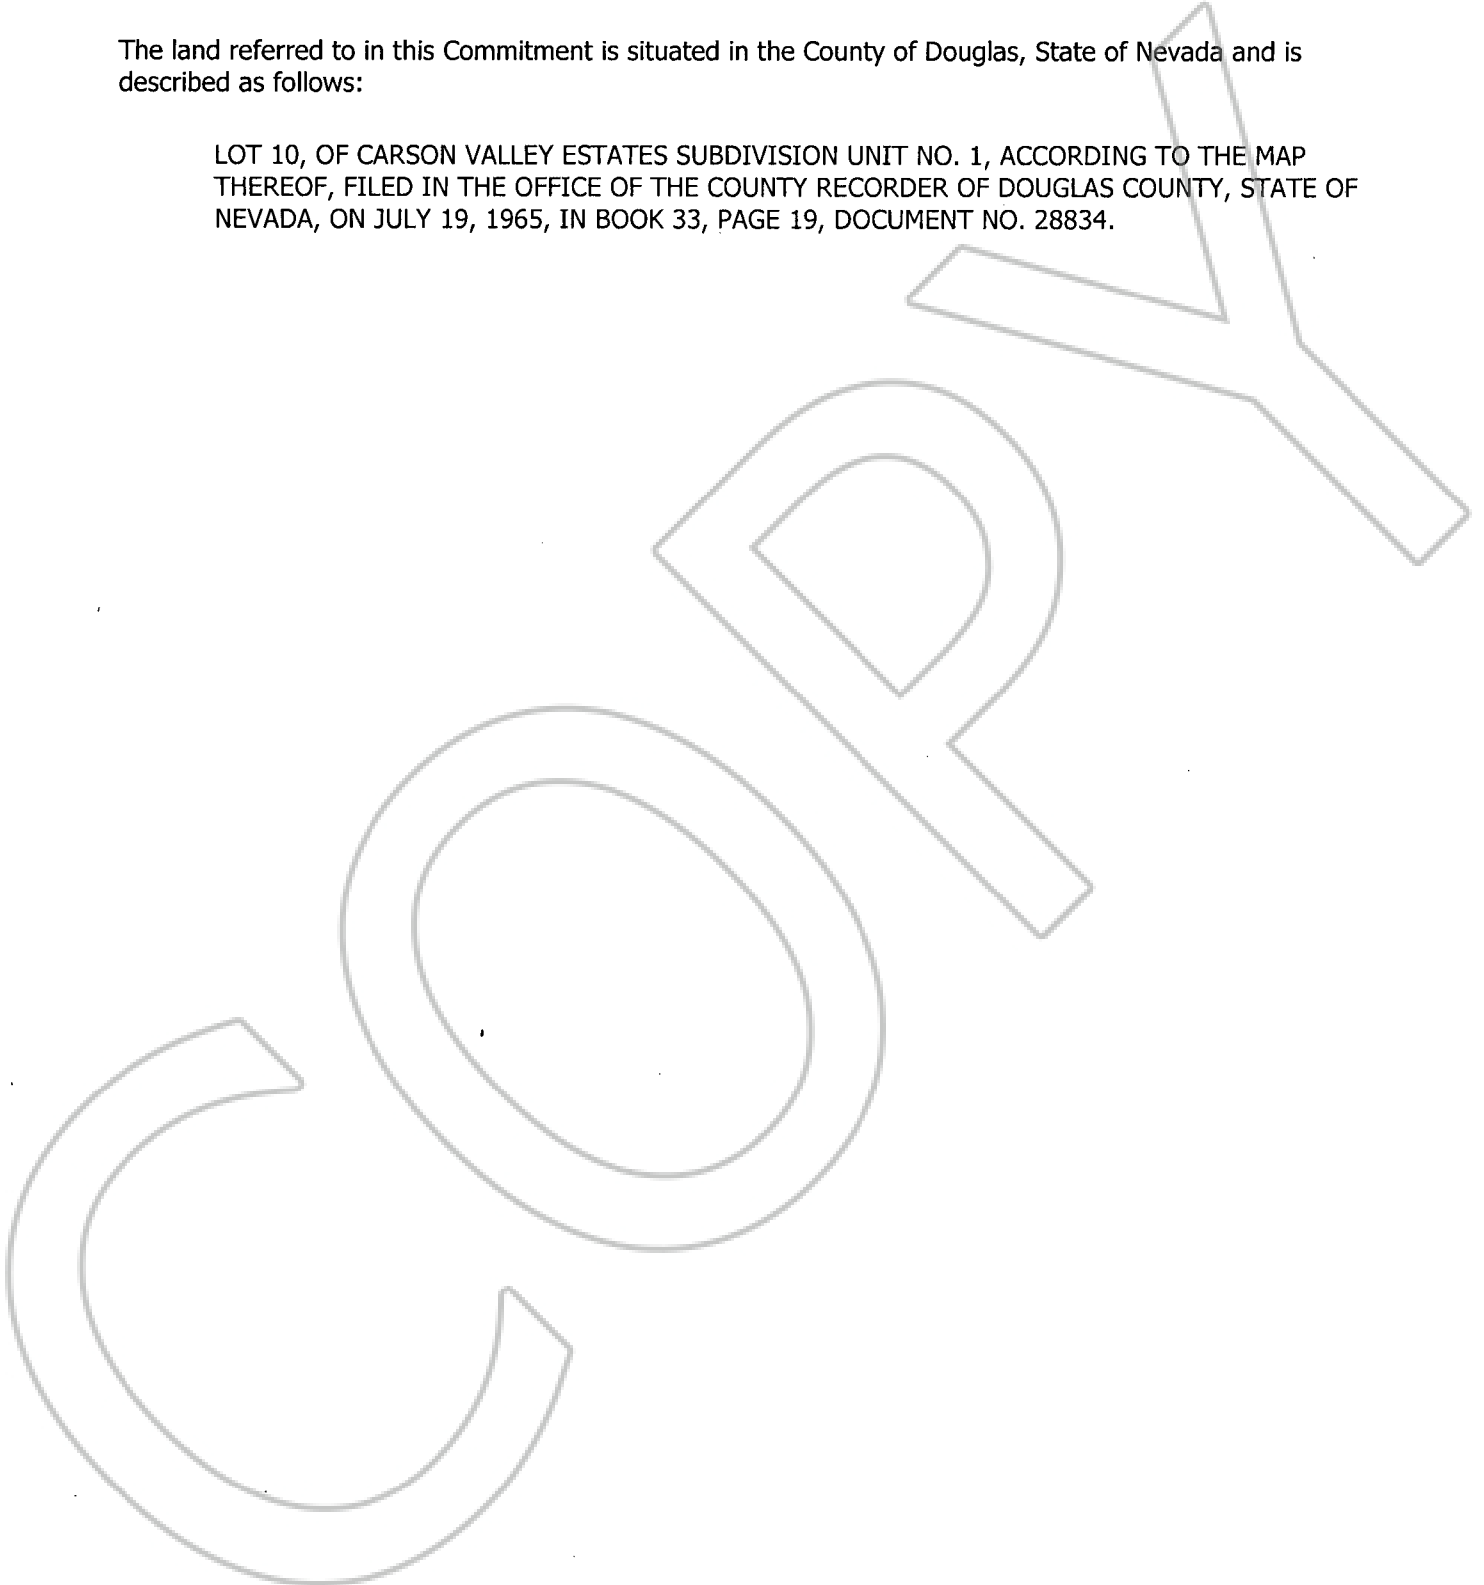 The land referred to in this Commitment is situated in the County of Douglas, State of Nevada and is
described as follows:
LOT 10, OF CARSON VALLEY ESTATES SUBDIVISION UNIT NO. 1, ACCORDING TO THE MAP
THEREOF, FILED IN THE OFFICE OF THE COUNTY RECORDER OF DOUGLAS COUNTY, STATE OF
NEVADA, ON JULY 19, 1965, IN BOOK 33, PAGE 19, DOCUMENT NO. 28834.
COPY